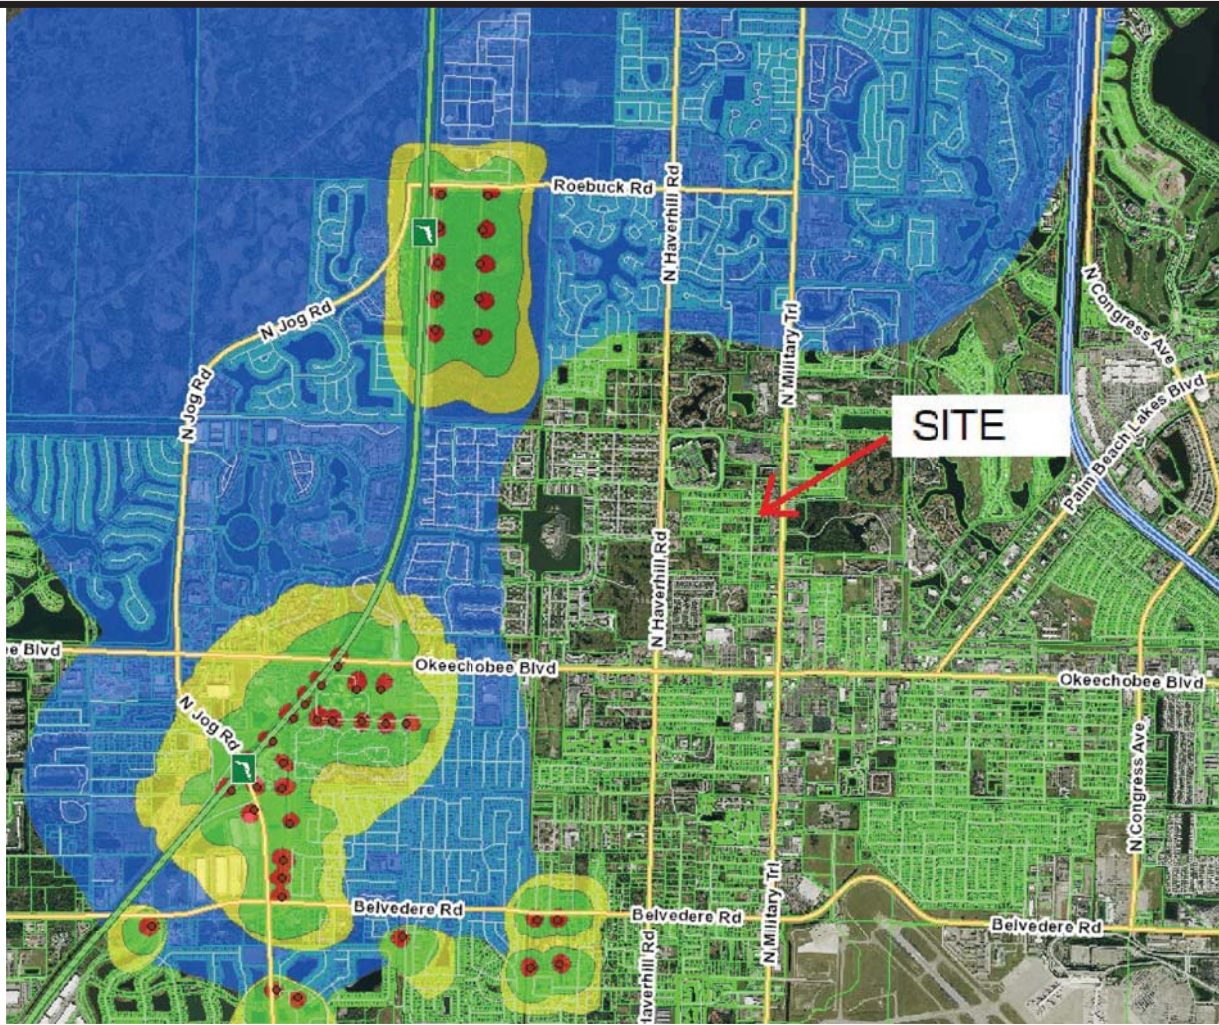 Roebuck Rd
N Haverhill Rd
N Jog Rd
N Military Trl
N Congress Ave
N Jog Rd
Palm Beach Lakes Blvd
SITE
N Haverhill Rd
ee Blvd
Okeechobee Blvd
Okeechobee Blvd
N Jog Rd
N Congress Ave
Belvedere Rd
Belvedere Rd
Belvedere Rd
N Military Trl
Haverhill Rd